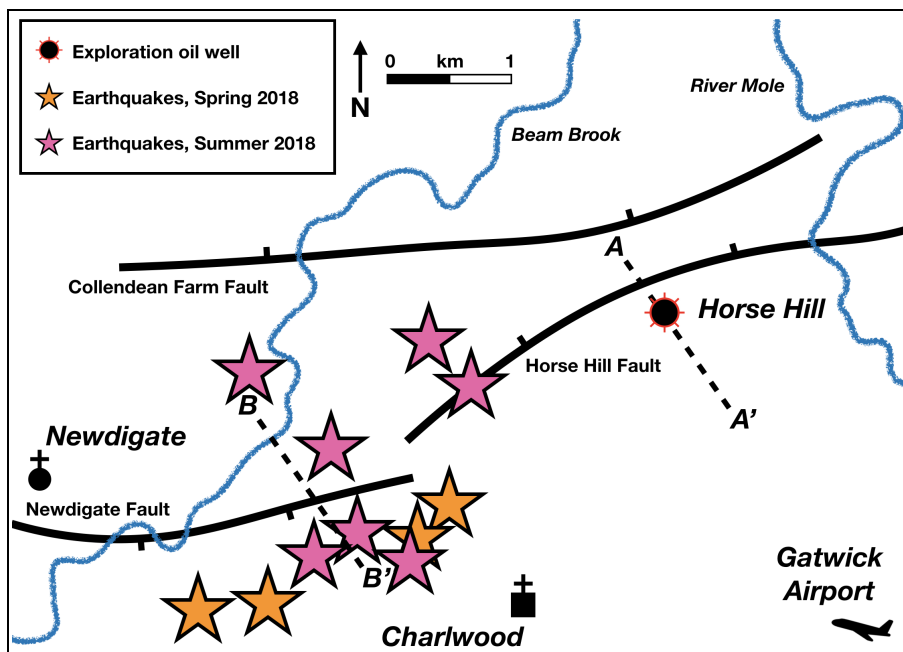 Exploration oil well
Earthquakes, Spring 2018
Earthquakes, Summer 2018
0 km 1
N
River Mole
Beam Brook
A
Collendean Farm Fault
Horse Hill
Horse Hill Fault
B
A'
Newdigate
Newdigate Fault
B'
Gatwick
Airport
Charlwood